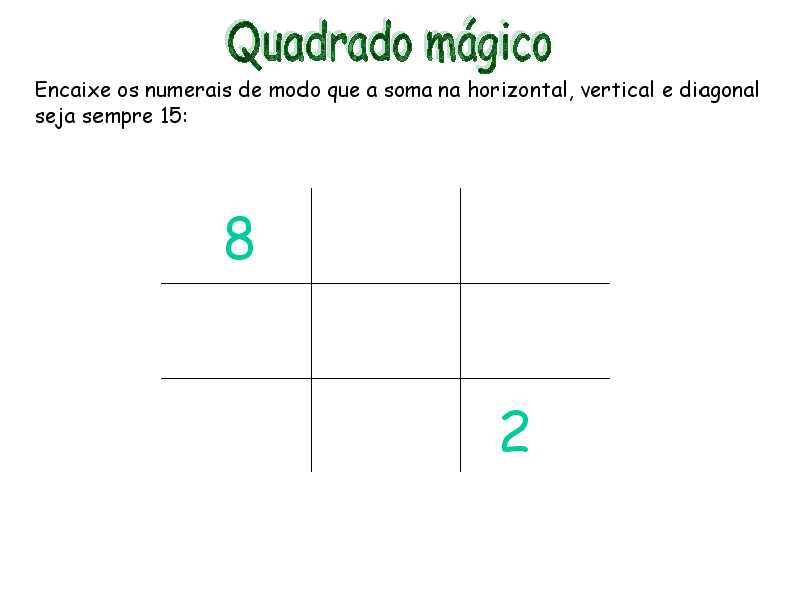 Quadrado mágico
Encaixe os numerais de modo que a soma na horizontal, vertical e diagonal
seja sempre 15:
8
2